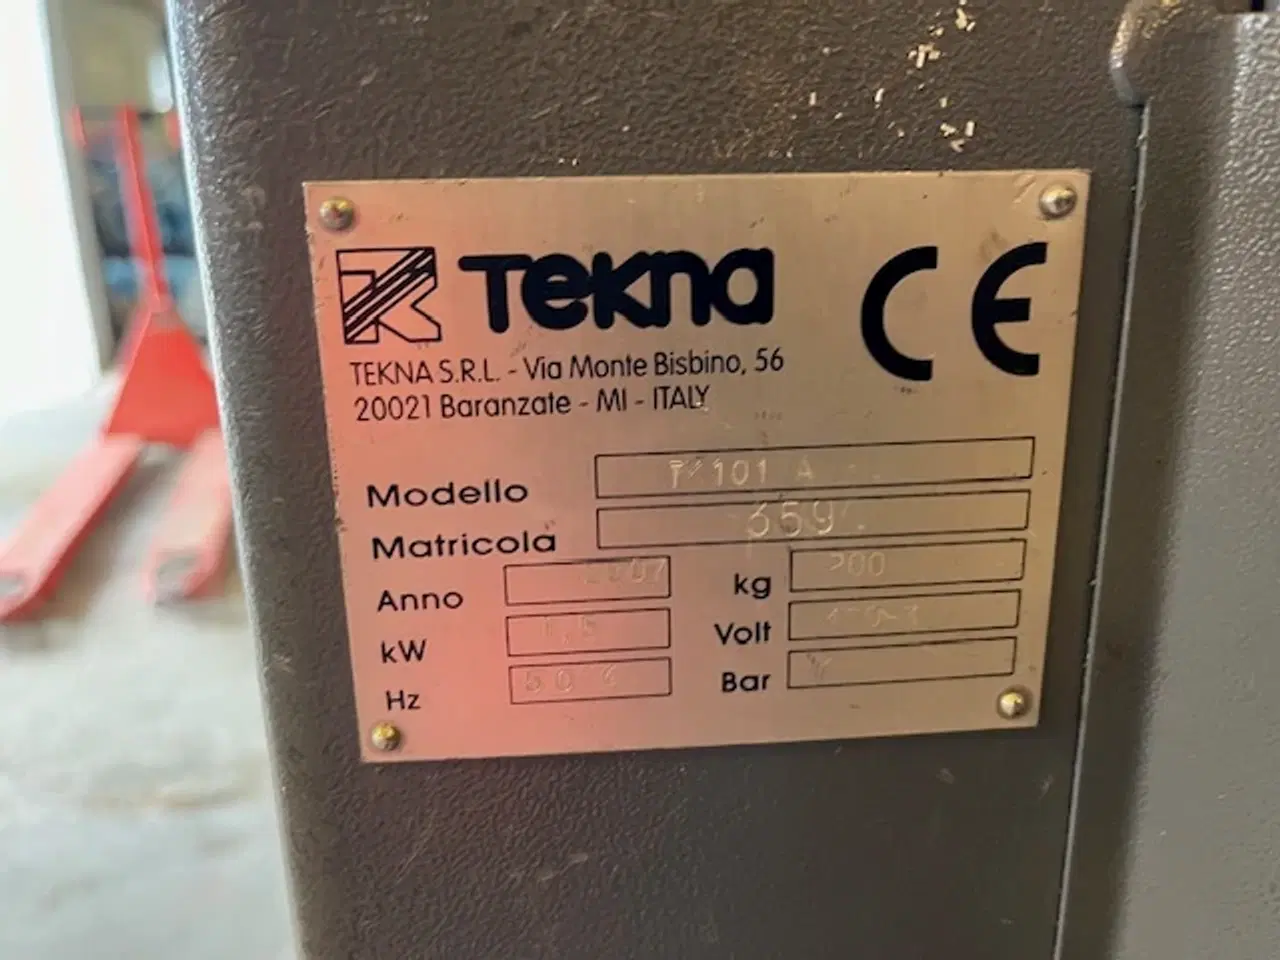 TEKNA CE
TEKNA S.R.L. - Via Monte Bisbino, 56
20021 Baranzate - MI - ITALY
Modello 101 A
Matricola
Anno
kg
kW
Volt
Hz
Bar